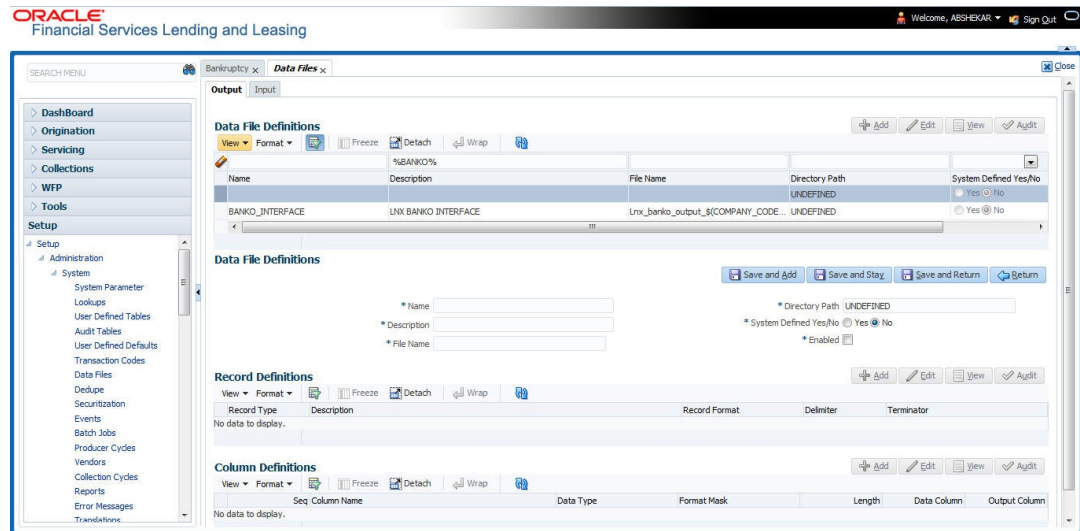 ORACLE
Financial Services Lending and Leasing
Welcome, ABSHEKAR Sign Out
Close
SEARCH MENU
Bankruptcy x Data Files x
Output Input
DashBoard
Origination
Servicing
Collections
WFP
Tools
Setup
Setup
Administration
System
System Parameter
Lookups
User Defined Tables
Audit Tables
User Defined Defaults
Transaction Codes
Data Files
Dedupe
Securitization
Events
Batch Jobs
Producer Cycles
Vendors
Collection Cycles
Reports
Error Messages
Translations
Data File Definitions
Add Edit View Audit
View Format Freeze Detach Wrap
%BANKO%
Name Description File Name Directory Path System Defined Yes/No
UNDEFINED Yes No
BANKO_INTERFACE LNX BANKO INTERFACE Lnx_banko_output_$(COMPANY_CODE... UNDEFINED Yes No
Data File Definitions
Save and Add Save and Stay Save and Return Return
* Name
* Description
* File Name
* Directory Path UNDEFINED
* System Defined Yes/No Yes No
* Enabled
Record Definitions
Add Edit View Audit
View Format Freeze Detach Wrap
Record Type Description Record Format Delimiter Terminator
No data to display.
Column Definitions
Add Edit View Audit
View Format Freeze Detach Wrap
Seq Column Name Data Type Format Mask Length Data Column Output Column
No data to display.